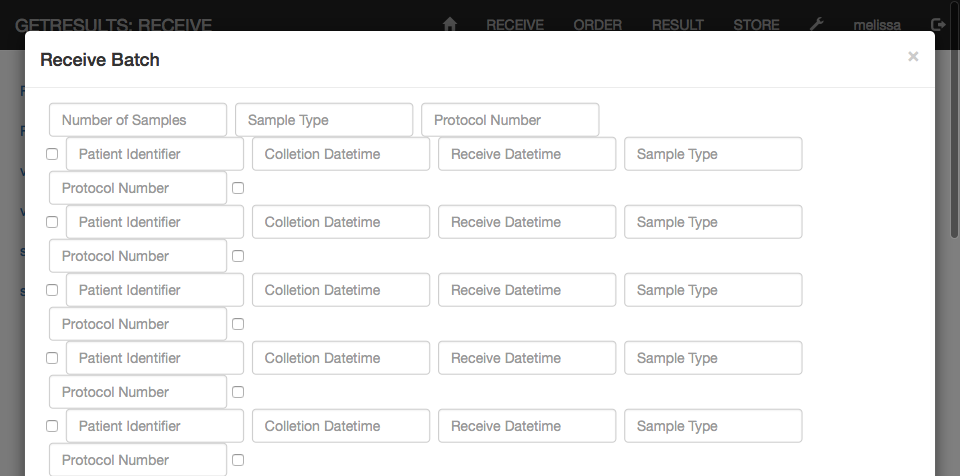 GETRESULTS: RECEIVE RECEIVE ORDER RESULT STORE melissa
Receive Batch ×
Number of Samples Sample Type Protocol Number
Patient Identifier Colletion Datetime Receive Datetime Sample Type
Protocol Number
Patient Identifier Colletion Datetime Receive Datetime Sample Type
Protocol Number
Patient Identifier Colletion Datetime Receive Datetime Sample Type
Protocol Number
Patient Identifier Colletion Datetime Receive Datetime Sample Type
Protocol Number
Patient Identifier Colletion Datetime Receive Datetime Sample Type
Protocol Number